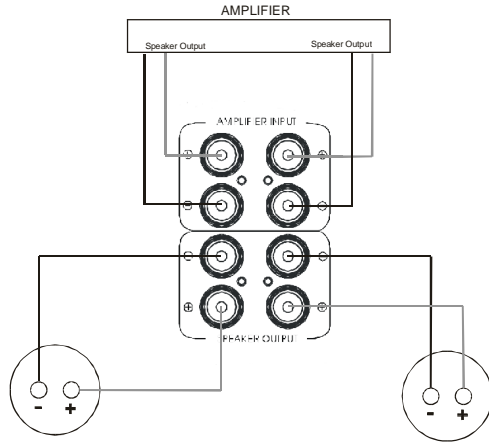 AMPLIFIER
Speaker Output Speaker Output
AMPLIFIER INPUT
SPEAKER OUTPUT
- + - +